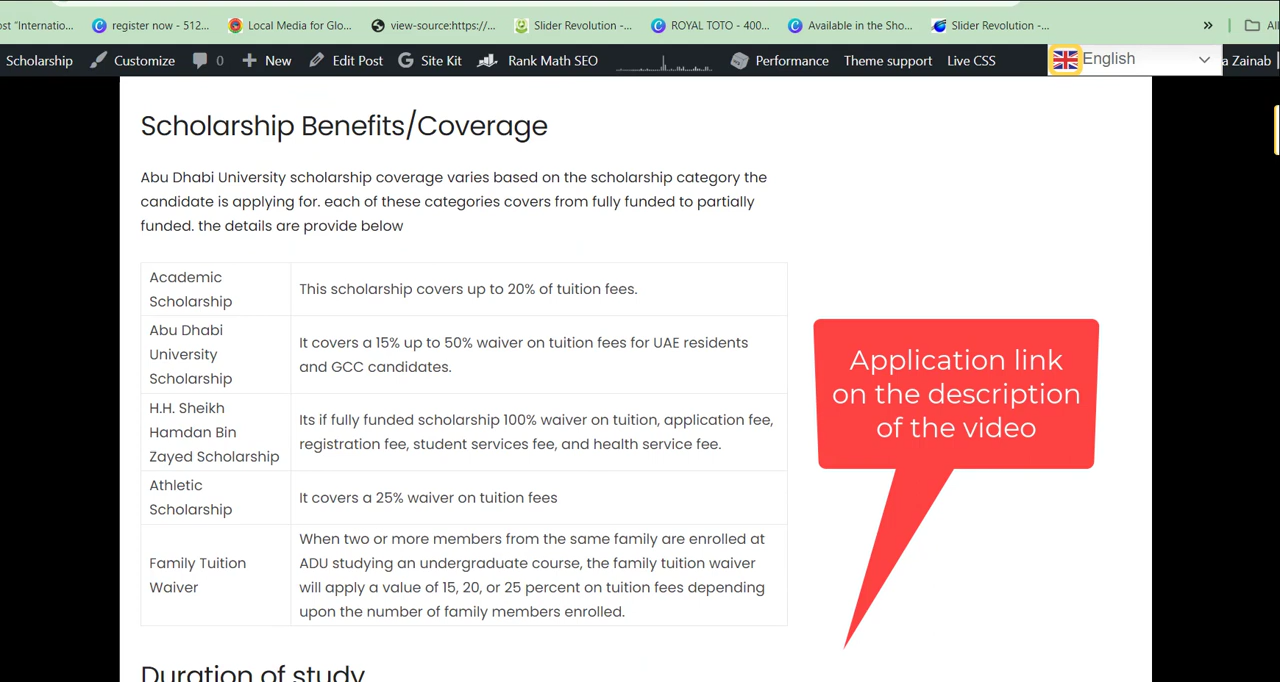 ost "Internatio...
register now - 512...
Local Media for Glo...
view-source:https://...
Slider Revolution -...
ROYAL TOTO - 400...
Available in the Sho...
Slider Revolution -...
»
All
Scholarship
Customize
0
New
Edit
Site Kit
Rank Math SEO
Performance
Theme support
Live CSS
English
a Zainab
Scholarship Benefits/Coverage
Abu Dhabi University scholarship coverage varies based on the scholarship category the
candidate is applying for. each of these categories covers from fully funded to partially
funded. the details are provide below
Academic
Scholarship
This scholarship covers up to 20% of tuition fees.
Abu Dhabi
University
Scholarship
It covers a 15% up to 50% waiver on tuition fees for UAE residents
and GCC candidates.
H.H. Sheikh
Hamdan Bin
Zayed Scholarship
Its if fully funded scholarship 100% waiver on tuition, application fee,
registration fee, student services fee, and health service fee.
Athletic
Scholarship
It covers a 25% waiver on tuition fees
Family Tuition
Waiver
When two or more members from the same family are enrolled at
ADU studying an undergraduate course, the family tuition waiver
will apply a value of 15, 20, or 25 percent on tuition fees depending
upon the number of family members enrolled.
Application link
on the description
of the video
Duration of study